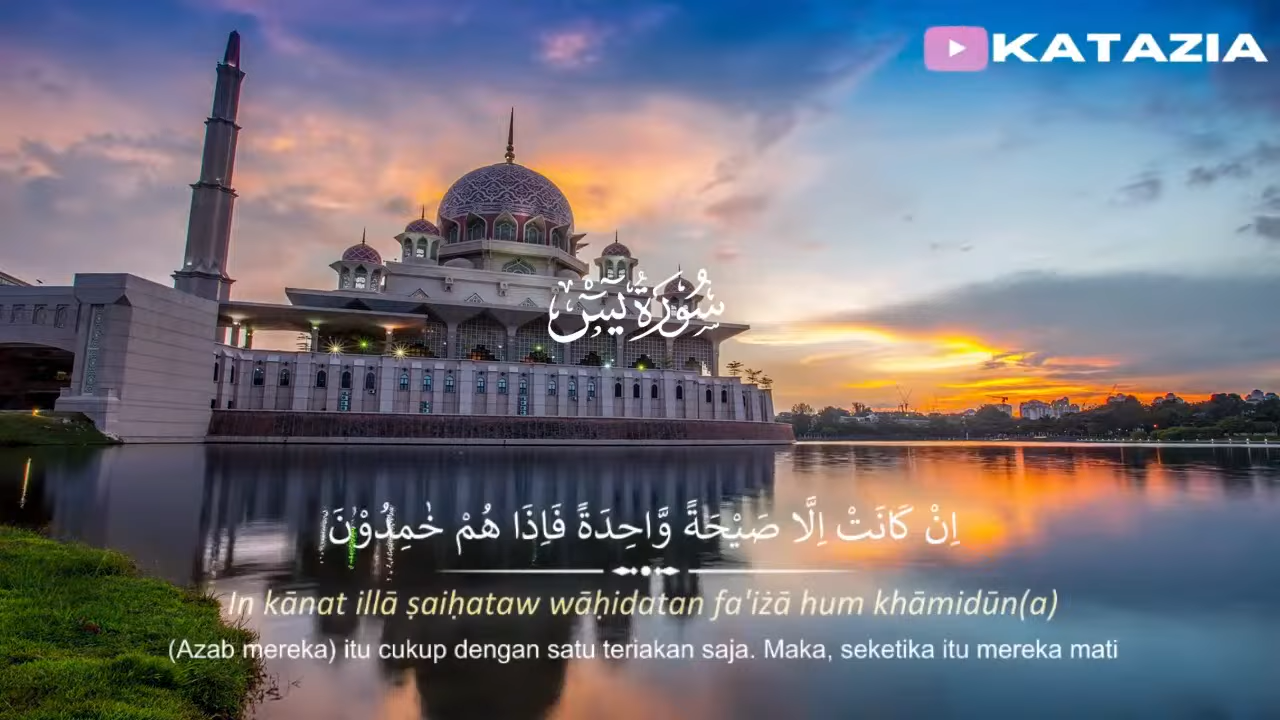 KATAZIA
سُوْرَةُ يٰسٓ
اِنْ كَانَتْ اِلَّا صَيْحَةً وَّاحِدَةً فَاِذَا هُمْ خٰمِدُوْنَ
In kānat illā ṣaiḥataw wāḥidatan fa'iżā hum khāmidūn(a)
(Azab mereka) itu cukup dengan satu teriakan saja. Maka, seketika itu mereka mati